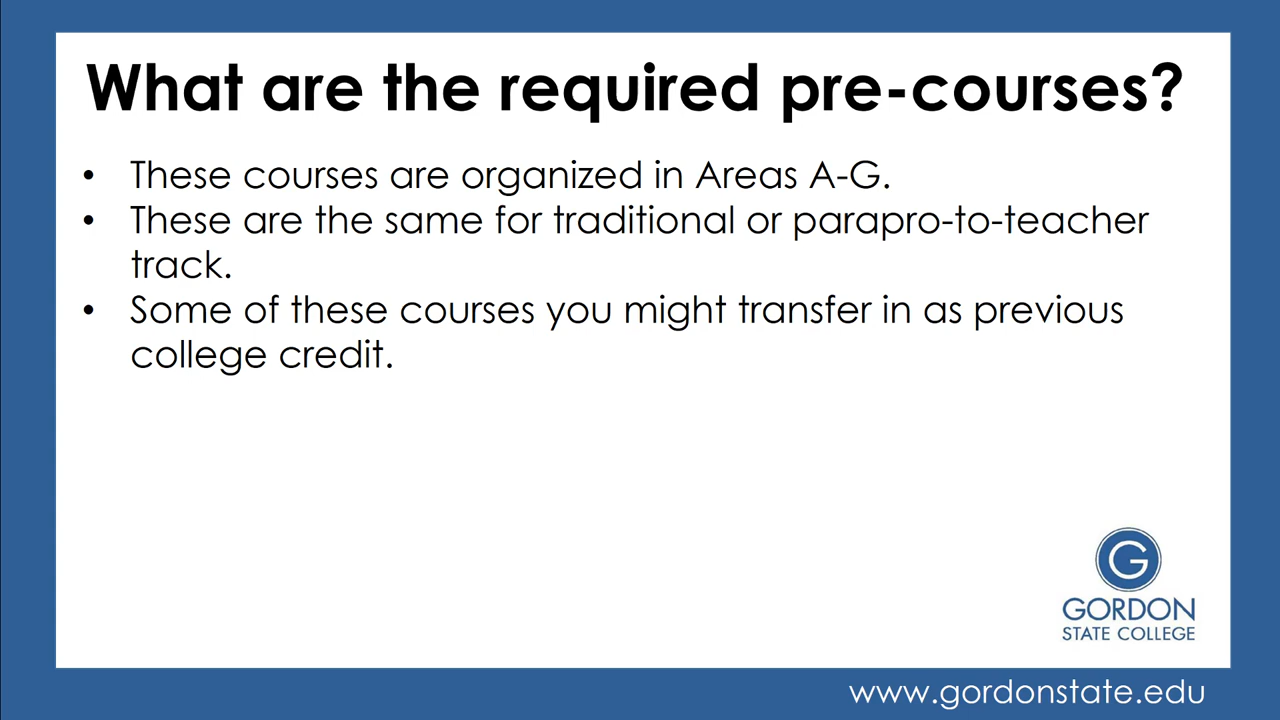 What are the required pre-courses?
• These courses are organized in Areas A-G.
• These are the same for traditional or parapro-to-teacher
track.
• Some of these courses you might transfer in as previous
college credit.
G
GORDON
STATE COLLEGE
www.gordonstate.edu